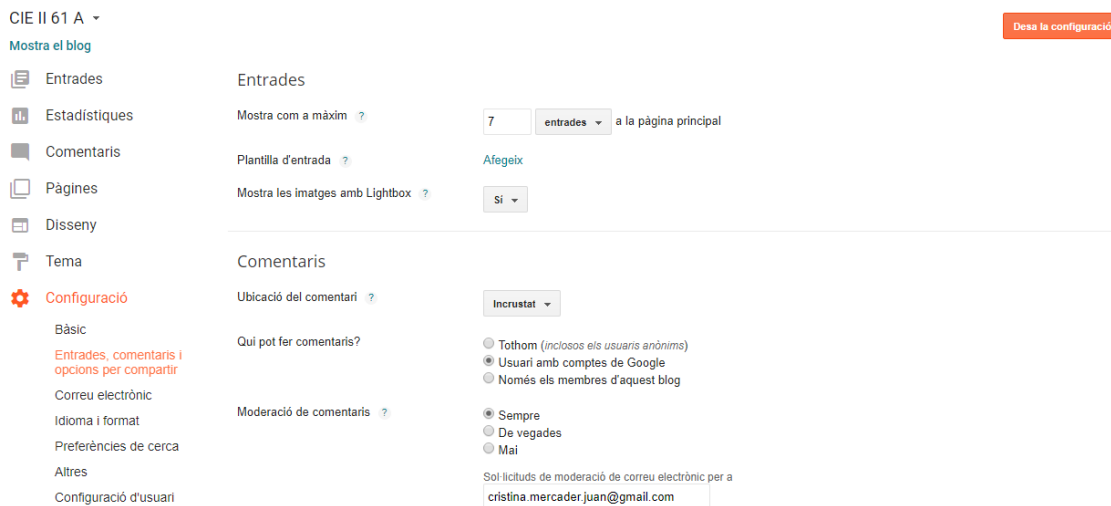 CIE II 61 A
Desa la configuració
Mostra el blog
Entrades
Estadístiques
Comentaris
Pàgines
Disseny
Tema
Configuració
Bàsic
Entrades, comentaris i
opcions per compartir
Correu electrònic
Idioma i format
Preferències de cerca
Altres
Configuració d'usuari
Entrades
Mostra com a màxim ? 7 entrades a la pàgina principal
Plantilla d'entrada ? Afegeix
Mostra les imatges amb Lightbox ? Sí
Comentaris
Ubicació del comentari ? Incrustat
Qui pot fer comentaris? Tothom (inclosos els usuaris anònims)
Usuari amb comptes de Google
Només els membres d'aquest blog
Moderació de comentaris ? Sempre
De vegades
Mai
Sol·licituds de moderació de correu electrònic per a
cristina.mercader.juan@gmail.com